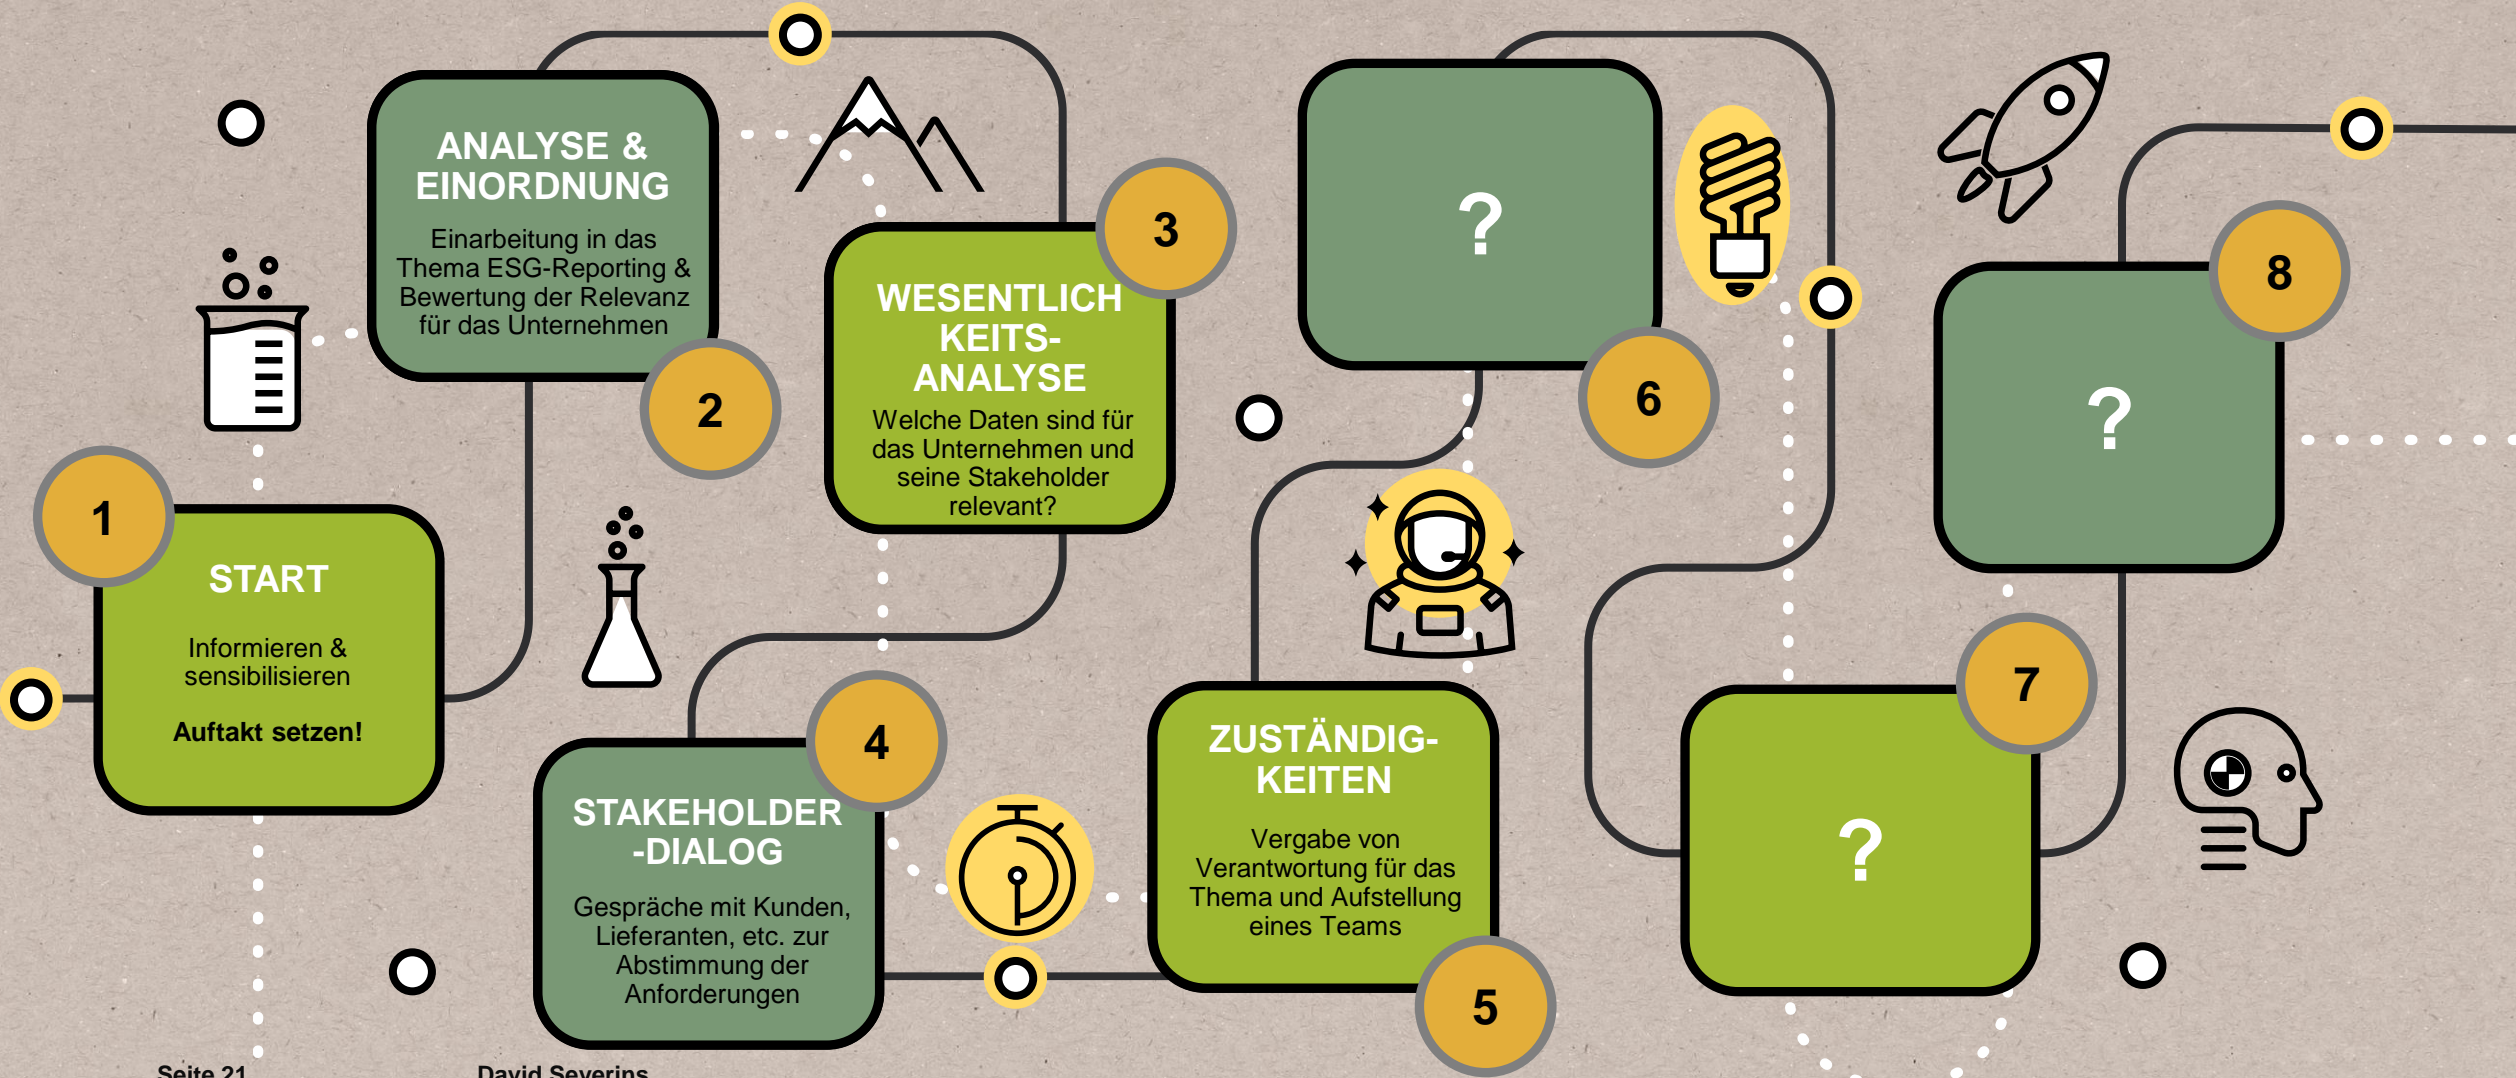 1
START
Informieren &
sensibilisieren
Auftakt setzen!
ANALYSE &
EINORDNUNG
Einarbeitung in das
Thema ESG-Reporting &
Bewertung der Relevanz
für das Unternehmen
2
3
WESENTLICH
KEITS-
ANALYSE
Welche Daten sind für
das Unternehmen und
seine Stakeholder
relevant?
4
STAKEHOLDER
-DIALOG
Gespräche mit Kunden,
Lieferanten, etc. zur
Abstimmung der
Anforderungen
ZUSTÄNDIG-
KEITEN
Vergabe von
Verantwortung für das
Thema und Aufstellung
eines Teams
5
?
6
7
?
8
?
Seite 21
David Severins